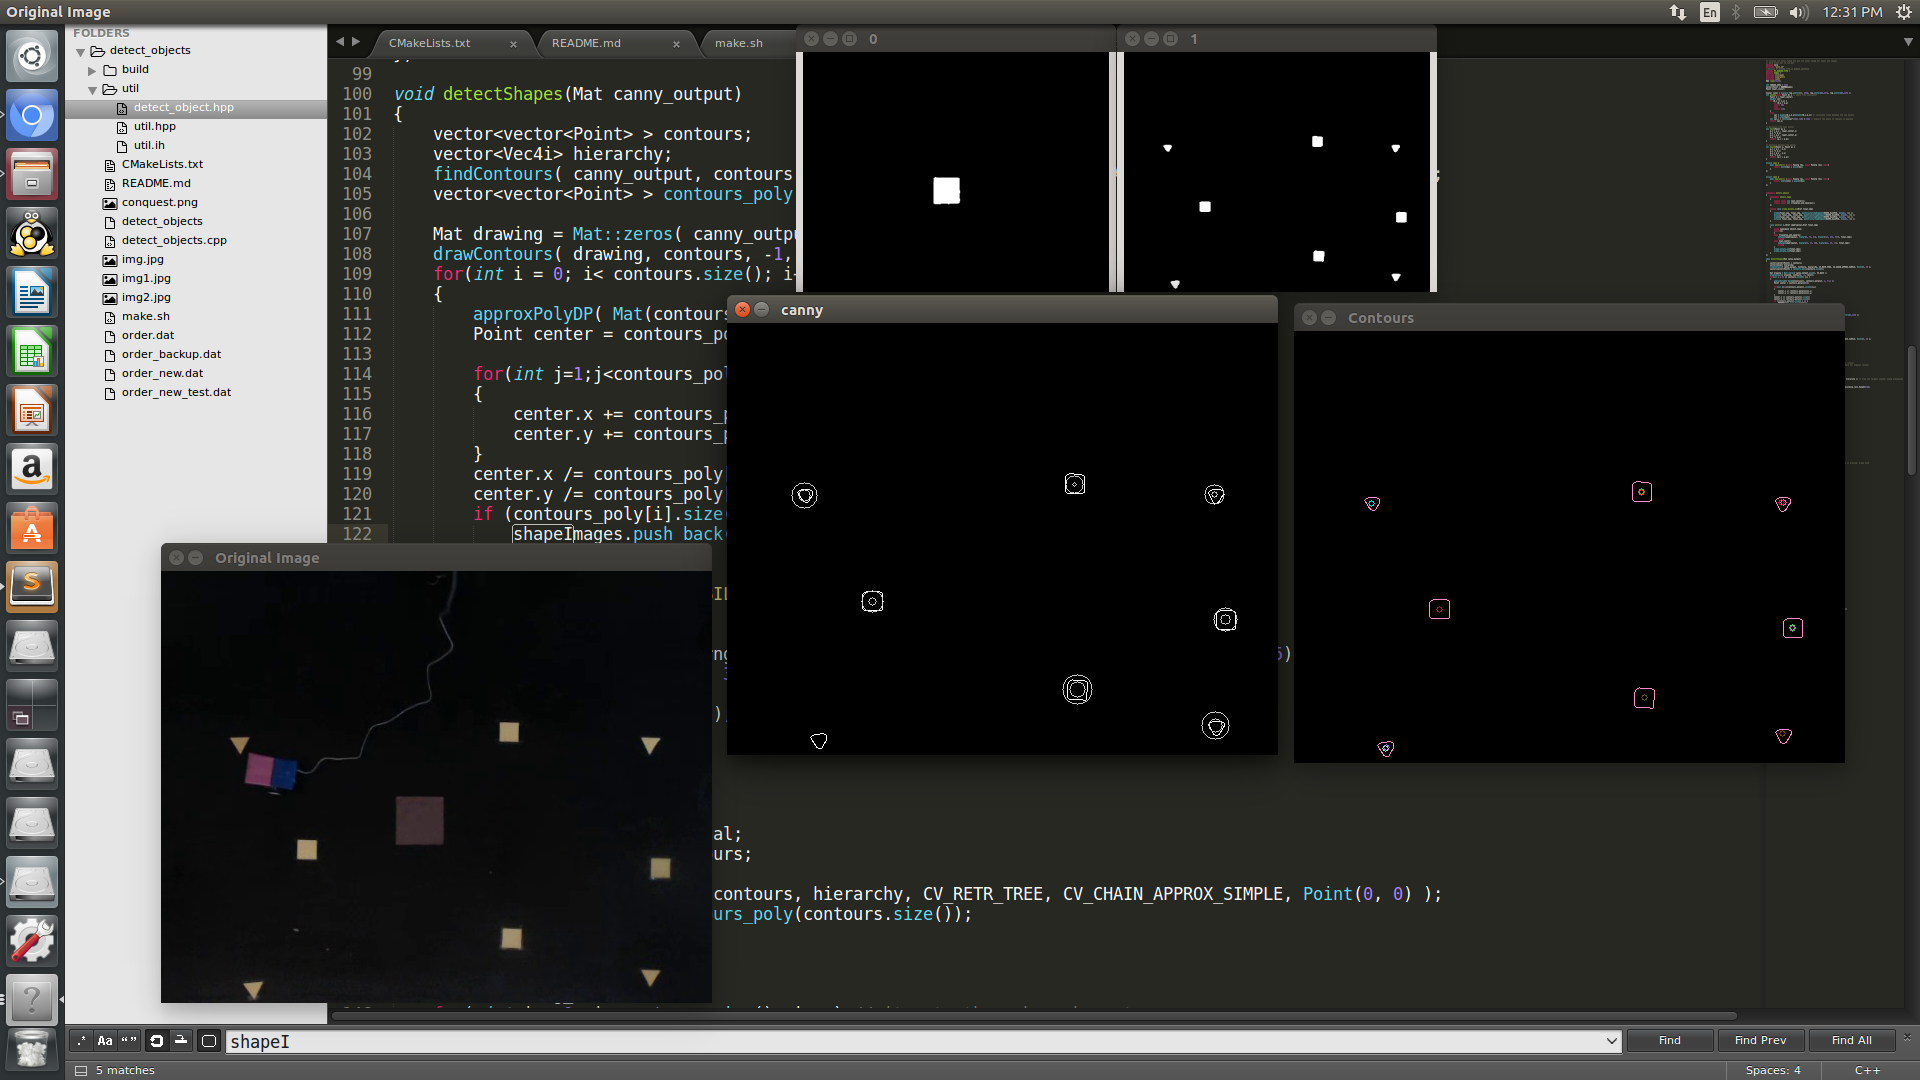 Original Image
En
12:31 PM
FOLDERS
detect_objects
build
util
detect_object.hpp
util.hpp
util.ih
CMakeLists.txt
README.md
conquest.png
detect_objects
detect_objects.cpp
img.jpg
img1.jpg
img2.jpg
make.sh
order.dat
order_backup.dat
order_new.dat
order_new_test.dat
CMakeLists.txt
README.md
make.sh
99
100 void detectShapes(Mat canny_output)
101 {
102 vector<vector<Point> > contours;
103 vector<Vec4i> hierarchy;
104 findContours( canny_output, contours
105 vector<vector<Point> > contours_poly
106
107 Mat drawing = Mat::zeros( canny_outpu
108 drawContours( drawing, contours, -1,
109 for(int i = 0; i< contours.size(); i
110 {
111 approxPolyDP( Mat(contours
112 Point center = contours_po
113
114 for(int j=1;j<contours_pol
115 {
116 center.x += contours_p
117 center.y += contours_p
118 }
119 center.x /= contours_poly
120 center.y /= contours_poly
121 if (contours_poly[i].size
122 shapeImages.push_back
0
1
canny
Contours
Original Image
al;
ours;
contours, hierarchy, CV_RETR_TREE, CV_CHAIN_APPROX_SIMPLE, Point(0, 0) );
urs_poly(contours.size());
.* Aa “ ”
shapeI
Find
Find Prev
Find All
5 matches
Spaces: 4
C++